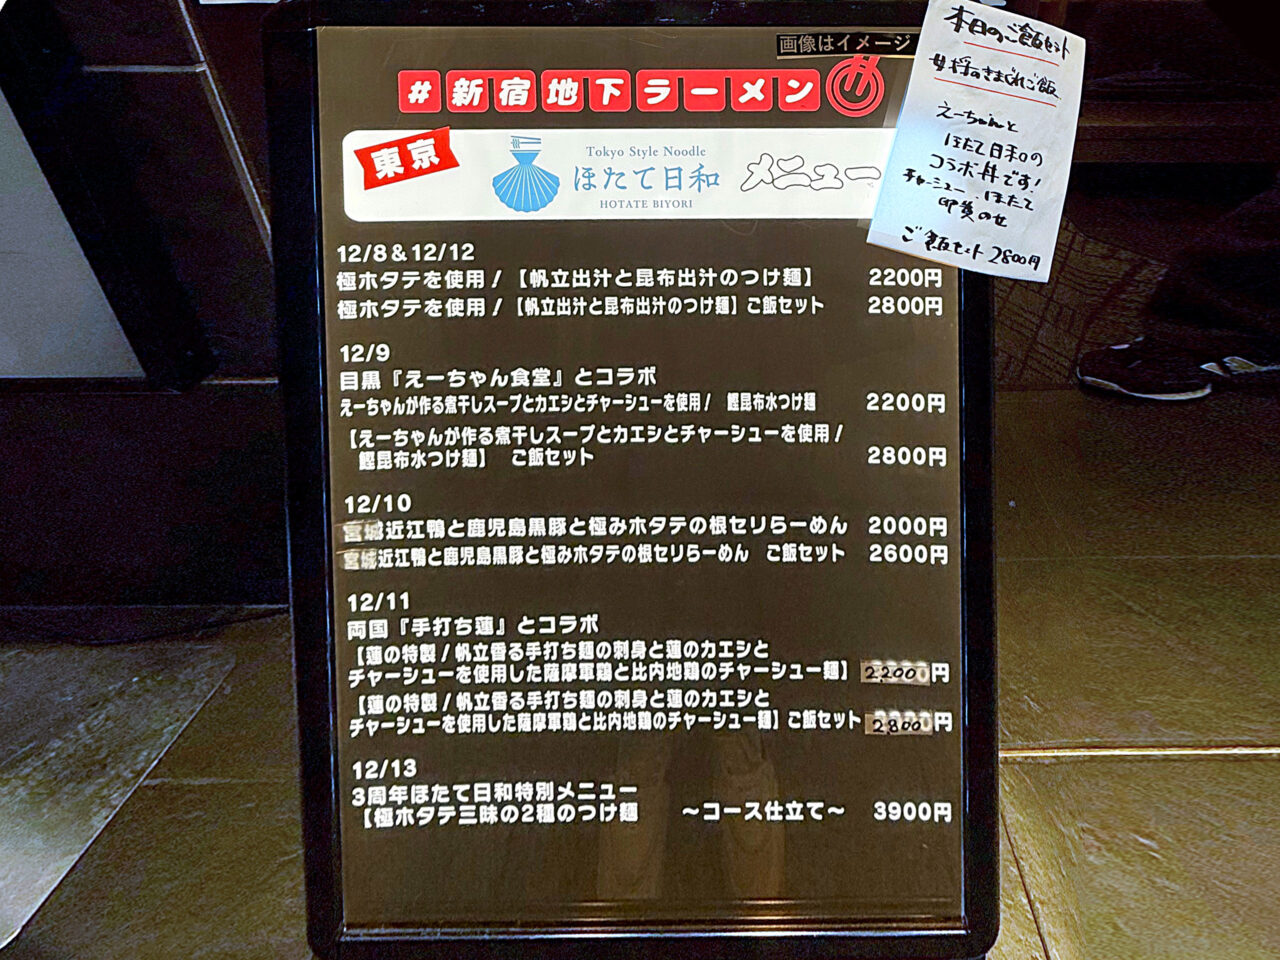 画像はイメージ
#新宿地下ラーメン
東京
Tokyo Style Noodle
ほたて日和
HOTATE BIYORI
メニュー
本日のご飯セット
女将のきまぐれご飯
えーちゃんと
ほたて日和の
コラボ丼です!
チャーシュー、ほたて
卵黄のせ
ご飯セット 2800円
12/8&12/12
極ホタテを使用!【帆立出汁と昆布出汁のつけ麺】 2200円
極ホタテを使用!【帆立出汁と昆布出汁のつけ麺】ご飯セット 2800円
12/9
目黒『えーちゃん食堂』とコラボ
えーちゃんが作る煮干しスープとカエシとチャーシューを使用! 鰹昆布水つけ麺 2200円
【えーちゃんが作る煮干しスープとカエシとチャーシューを使用!
鰹昆布水つけ麺】 ご飯セット 2800円
12/10
宮城近江鴨と鹿児島黒豚と極みホタテの根セリらーめん 2000円
宮城近江鴨と鹿児島黒豚と極みホタテの根セリらーめん ご飯セット 2600円
12/11
両国『手打ち蓮』とコラボ
【蓮の特製!帆立香る手打ち麺の刺身と蓮のカエシと
チャーシューを使用した薩摩軍鶏と比内地鶏のチャーシュー麺】 2200円
【蓮の特製!帆立香る手打ち麺の刺身と蓮のカエシと
チャーシューを使用した薩摩軍鶏と比内地鶏のチャーシュー麺】ご飯セット 2800円
12/13
3周年ほたて日和特別メニュー
【極ホタテ三昧の2種のつけ麺 ~コース仕立て~ 3900円